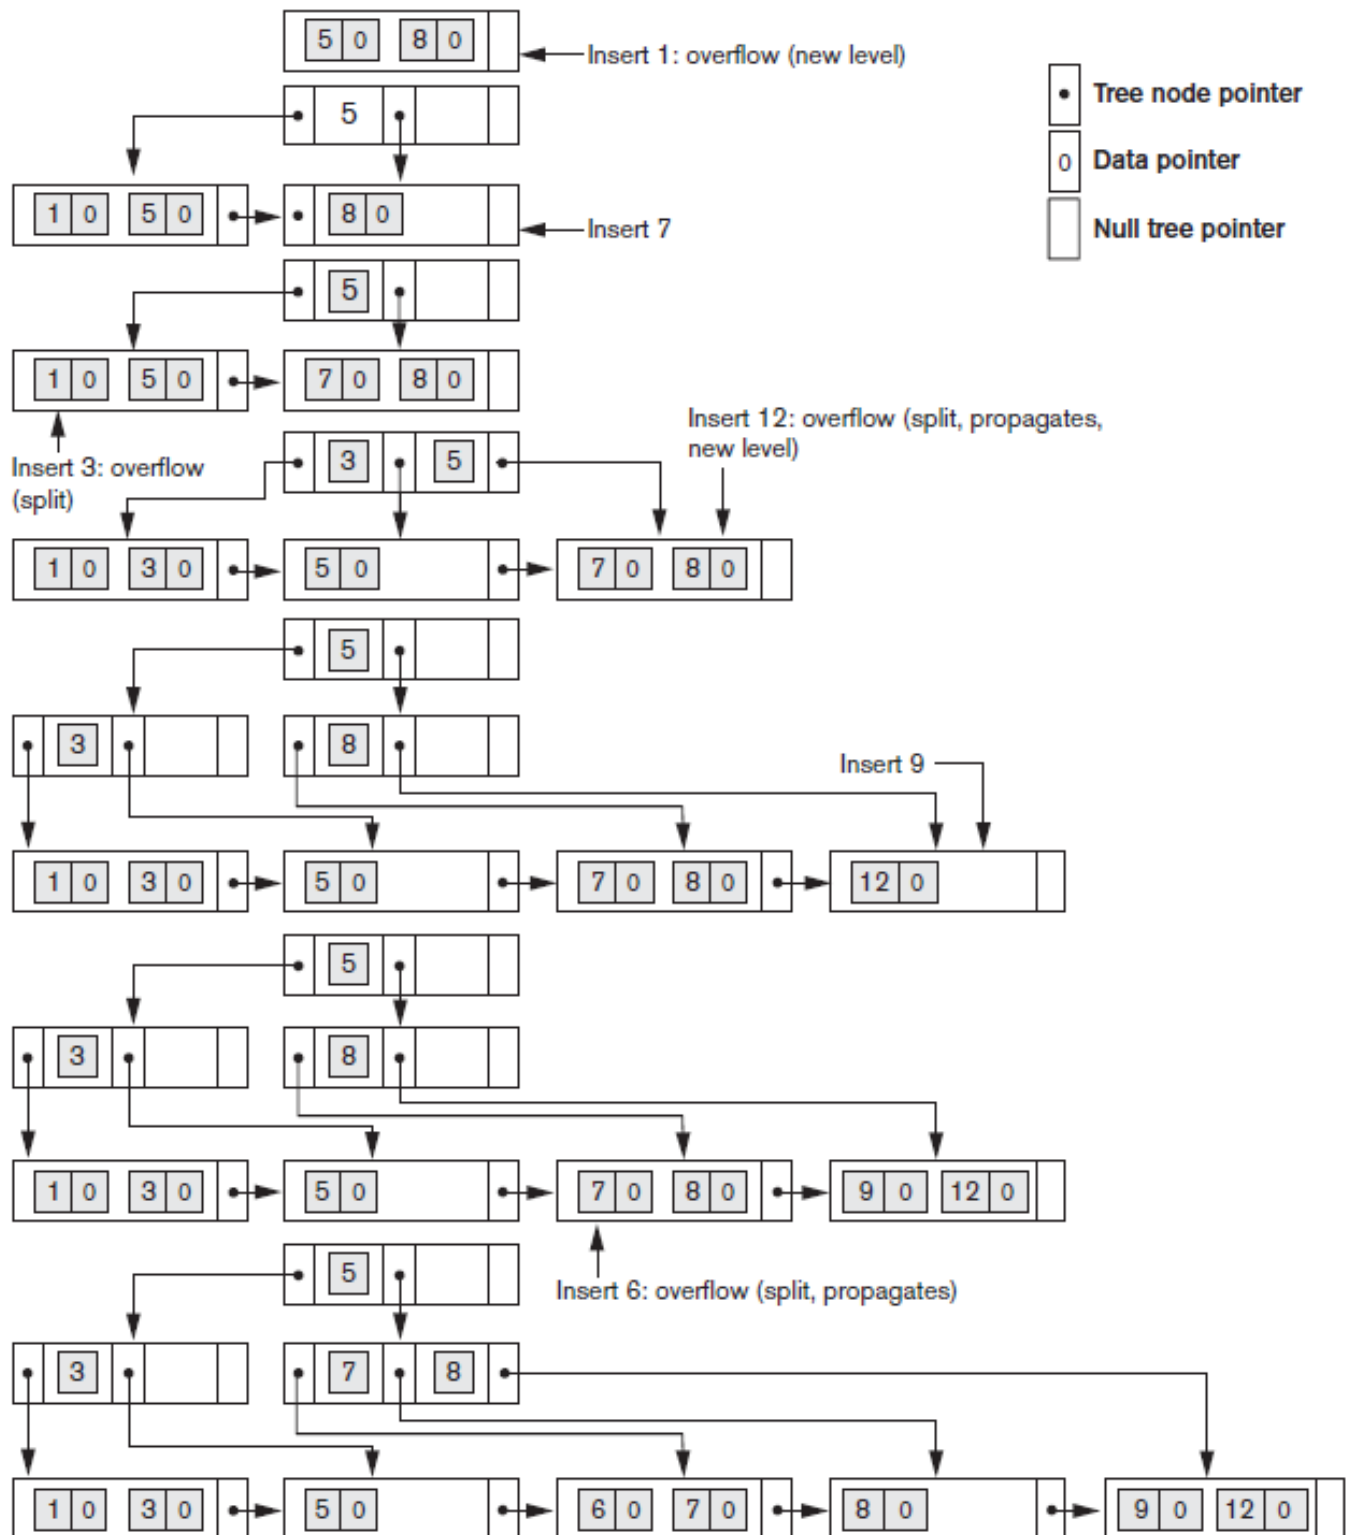 5 0 8 0
Insert 1: overflow (new level)
Tree node pointer
5
0 Data pointer
1 0 5 0 8 0
Insert 7
Null tree pointer
5
1 0 5 0 7 0 8 0
Insert 12: overflow (split, propagates,
new level)
Insert 3: overflow
(split)
3 5
1 0 3 0 5 0 7 0 8 0
5
3 8
Insert 9
1 0 3 0 5 0 7 0 8 0 12 0
5
3 8
1 0 3 0 5 0 7 0 8 0 9 0 12 0
5
Insert 6: overflow (split, propagates)
3 7 8
1 0 3 0 5 0 6 0 7 0 8 0 9 0 12 0